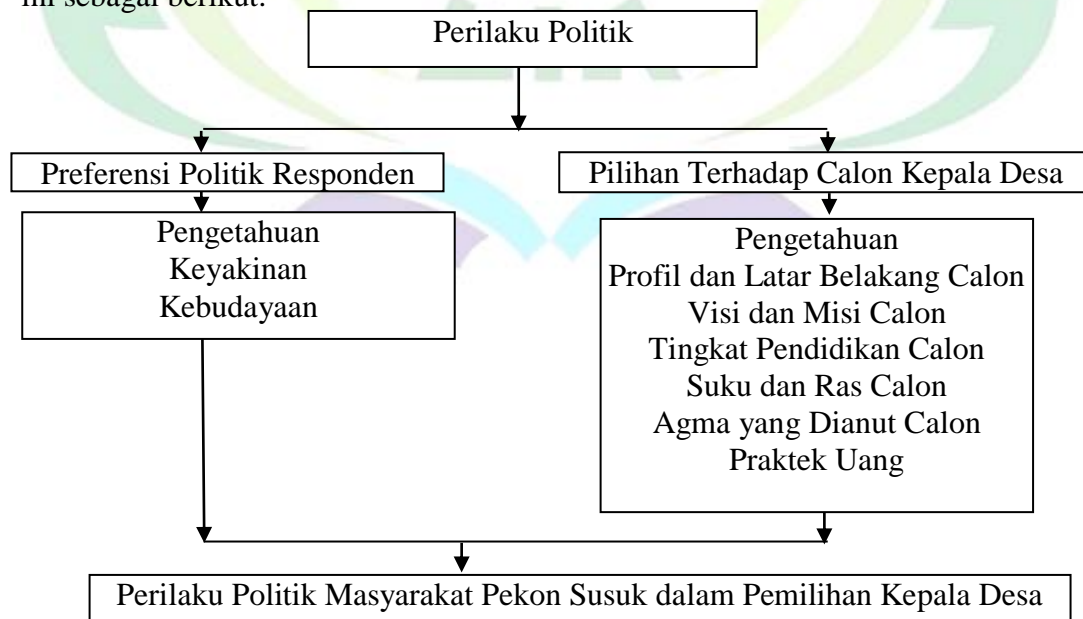 ini sebagai berikut:
Perilaku Politik
Preferensi Politik Responden
Pilihan Terhadap Calon Kepala Desa
Pengetahuan
Keyakinan
Kebudayaan
Pengetahuan
Profil dan Latar Belakang Calon
Visi dan Misi Calon
Tingkat Pendidikan Calon
Suku dan Ras Calon
Agma yang Dianut Calon
Praktek Uang
Perilaku Politik Masyarakat Pekon Susuk dalam Pemilihan Kepala Desa